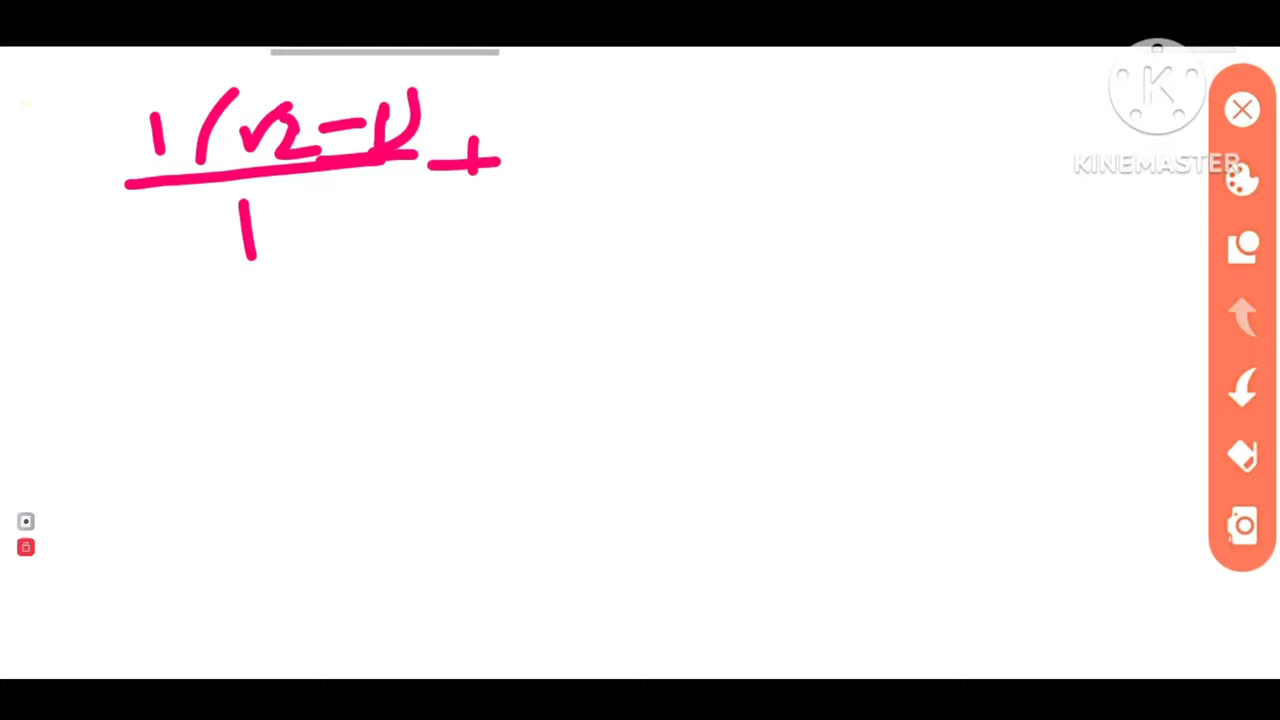 1(√2-1) +
1
KINEMASTER